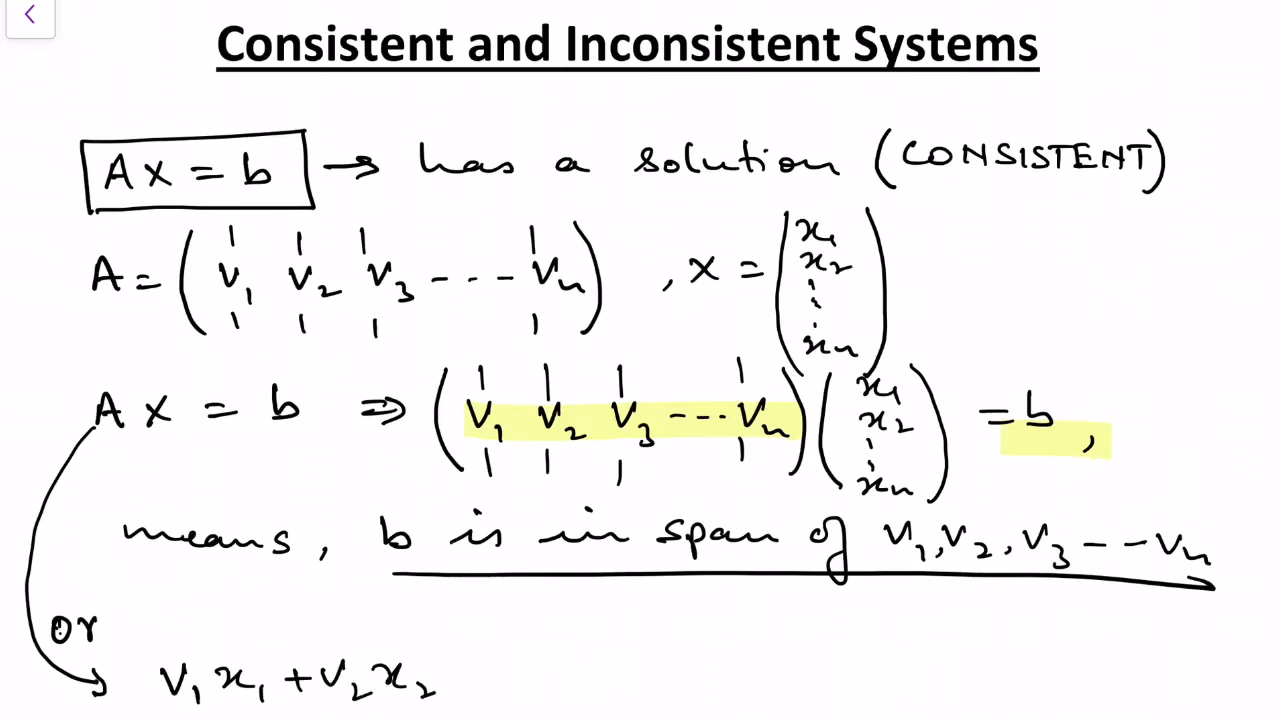 Consistent and Inconsistent Systems
Ax = b → has a solution (CONSISTENT)
A = (v₁ v₂ v₃ ---- vₙ) , x = (x₁ x₂ ⋮ xₙ)
Ax = b ⇒ (v₁ v₂ v₃ ---- vₙ) (x₁ x₂ ⋮ xₙ) = b ,
means, b is in span of v₁, v₂, v₃ --- vₙ
or
v₁x₁ + v₂x₂